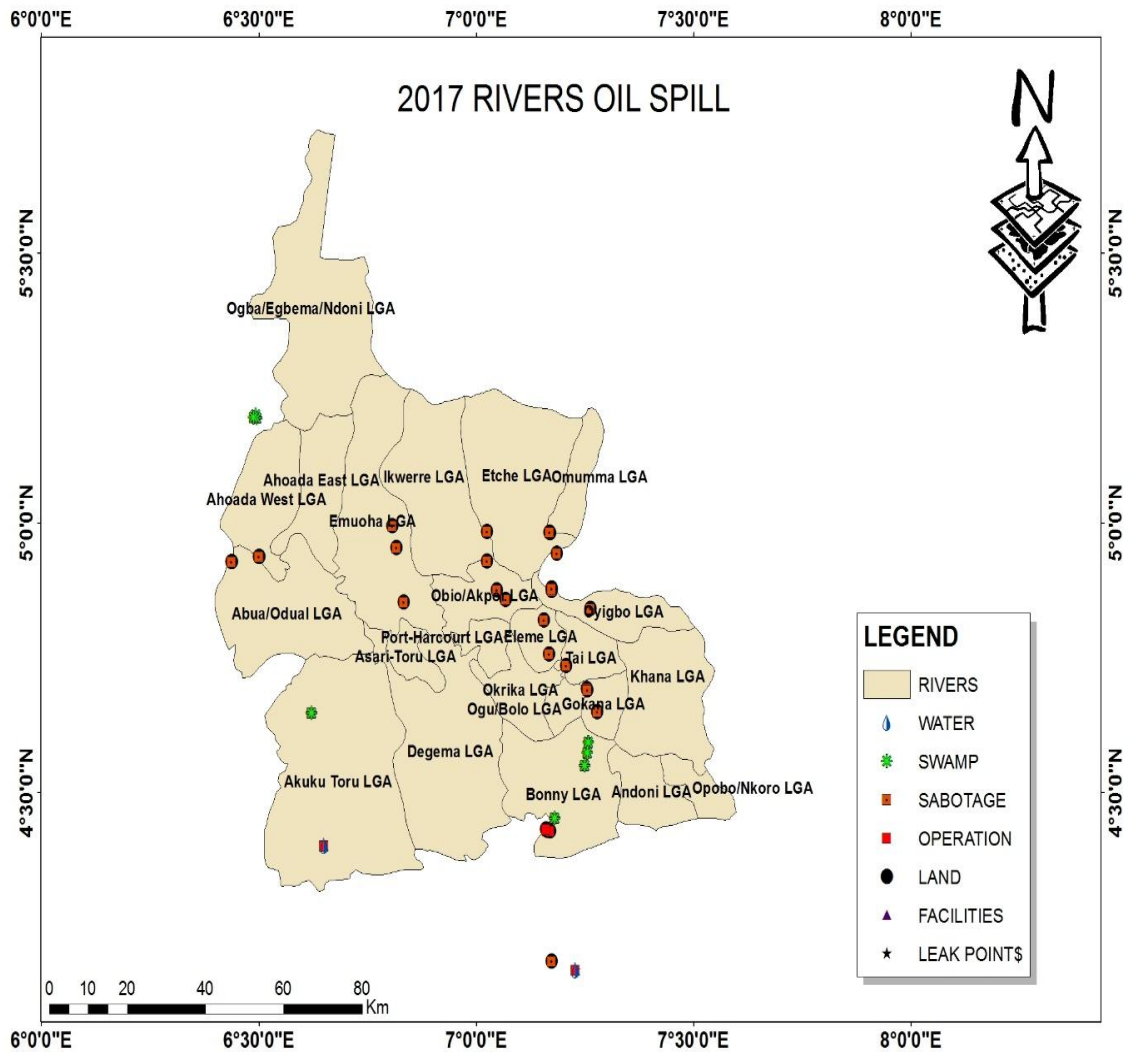 6°0'0"E 6°30'0"E 7°0'0"E 7°30'0"E 8°0'0"E
2017 RIVERS OIL SPILL
N
5°30'0"N 5°30'0"N
Ogba/Egbema/Ndoni LGA
Ahoada East LGA Ikwerre LGA Etche LGA Omumma LGA
Ahoada West LGA
5°0'0"N Emuoha LGA 5°0'0"N
Obio/Akpor LGA
Abua/Odual LGA Oyigbo LGA
Port-Harcourt LGA Eleme LGA
Asari-Toru LGA Tai LGA
Khana LGA
Okrika LGA
Ogu/Bolo LGA Gokana LGA
Degema LGA
Akuku Toru LGA Bonny LGA Andoni LGA Opobo/Nkoro LGA
4°30'0"N 4°30'0"N
LEGEND
RIVERS
WATER
SWAMP
SABOTAGE
OPERATION
LAND
FACILITIES
LEAK POINT$
0 10 20 40 60 80
Km
6°0'0"E 6°30'0"E 7°0'0"E 7°30'0"E 8°0'0"E